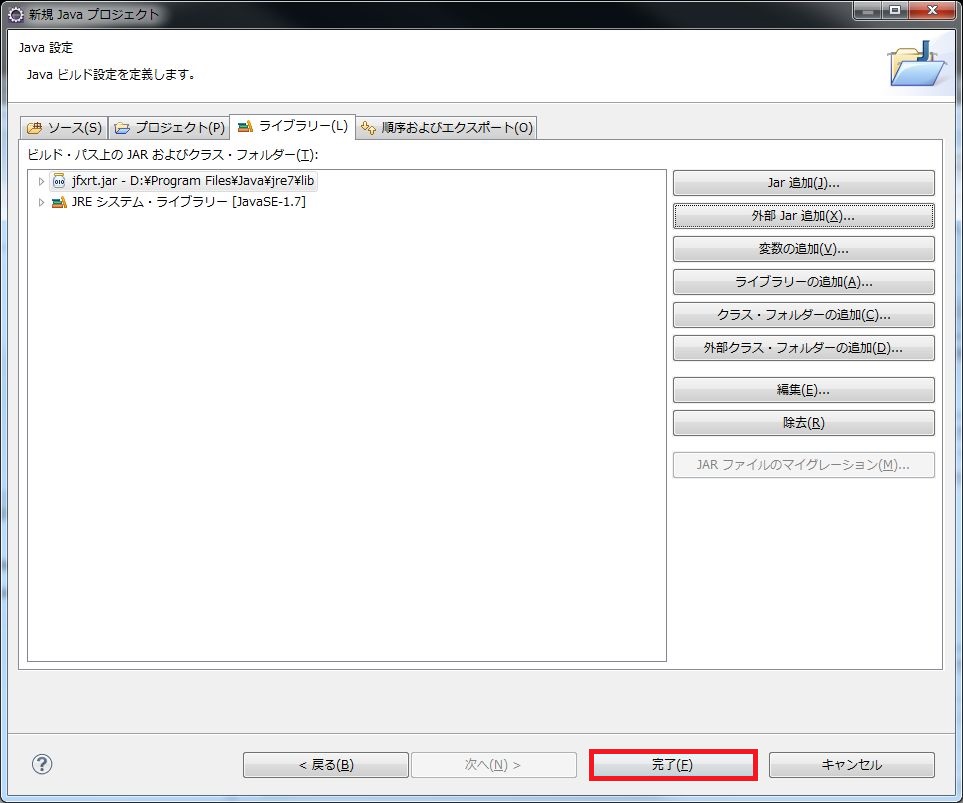 新規 Java プロジェクト
Java 設定
Java ビルド設定を定義します。
ソース(S) プロジェクト(P) ライブラリー(L) 順序およびエクスポート(O)
ビルド・パス上の JAR およびクラス・フォルダー(T):
jfxrt.jar - D:¥Program Files¥Java¥jre7¥lib
JRE システム・ライブラリー [JavaSE-1.7]
Jar 追加(J)...
外部 Jar 追加(X)...
変数の追加(V)...
ライブラリーの追加(A)...
クラス・フォルダーの追加(C)...
外部クラス・フォルダーの追加(D)...
編集(E)...
除去(R)
JAR ファイルのマイグレーション(M)...
? < 戻る(B) 次へ(N) > 完了(F) キャンセル